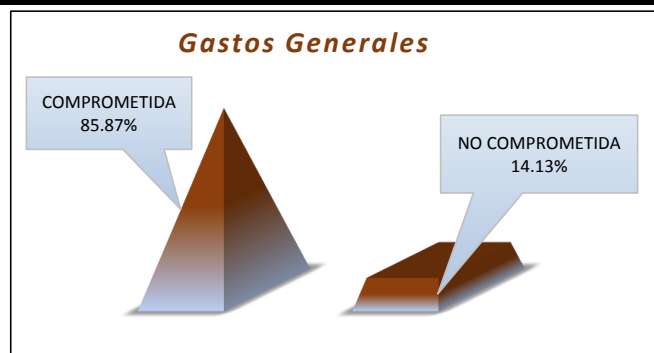 Gastos Generales
COMPROMETIDA
85.87%
NO COMPROMETIDA
14.13%